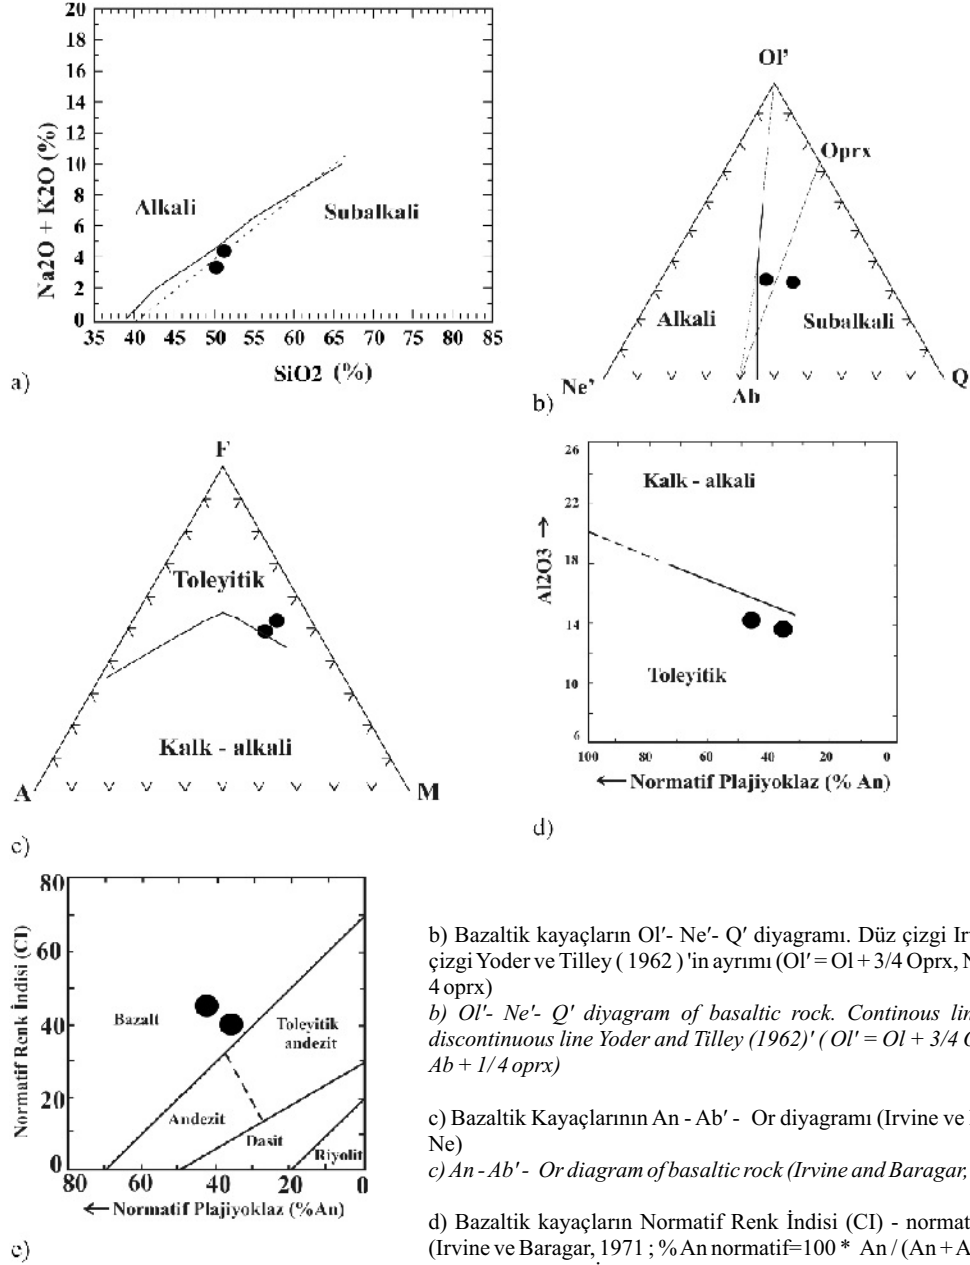 20
18
16
14
12
10
8
6
4
2
0
Na2O + K2O (%)
Alkali
Subalkali
35 45 50 55 60 65 70 75 80 85
SiO2 (%)
a)
Ol’
Oprx
Alkali
Subalkali
Ne’
Ab
Q
b)
F
Toleyitik
Kalk - alkali
A
M
c)
26
22
18
14
10
6
Al2O3
Kalk - alkali
Toleyitik
100 80 60 40 20 0
Normatif Plajiyoklaz (% An)
d)
80
60
40
20
0
Normatif Renk İndisi (CI)
Bazalt
Toleyitik
andezit
Andezit
Dasit
Riyolit
80 60 40 20 0
Normatif Plajiyoklaz (%An)
e)
b) Bazaltik kayaçların Ol′- Ne′- Q′ diyagramı. Düz çizgi Ir
çizgi Yoder ve Tilley ( 1962 ) 'in ayrımı (Ol′ = Ol + 3/4 Oprx, N
4 oprx)
b) Ol'- Ne'- Q' diyagram of basaltic rock. Continous lin
discontinuous line Yoder and Tilley (1962)' ( Ol' = Ol + 3/4 O
Ab + 1/ 4 oprx)
c) Bazaltik Kayaçlarının An - Ab′ - Or diyagramı (Irvine ve
Ne)
c) An - Ab' - Or diagram of basaltic rock (Irvine and Baragar,
d) Bazaltik kayaçların Normatif Renk İndisi (CI) - normat
(Irvine ve Baragar, 1971 ; % An normatif=100 * An / (An + A